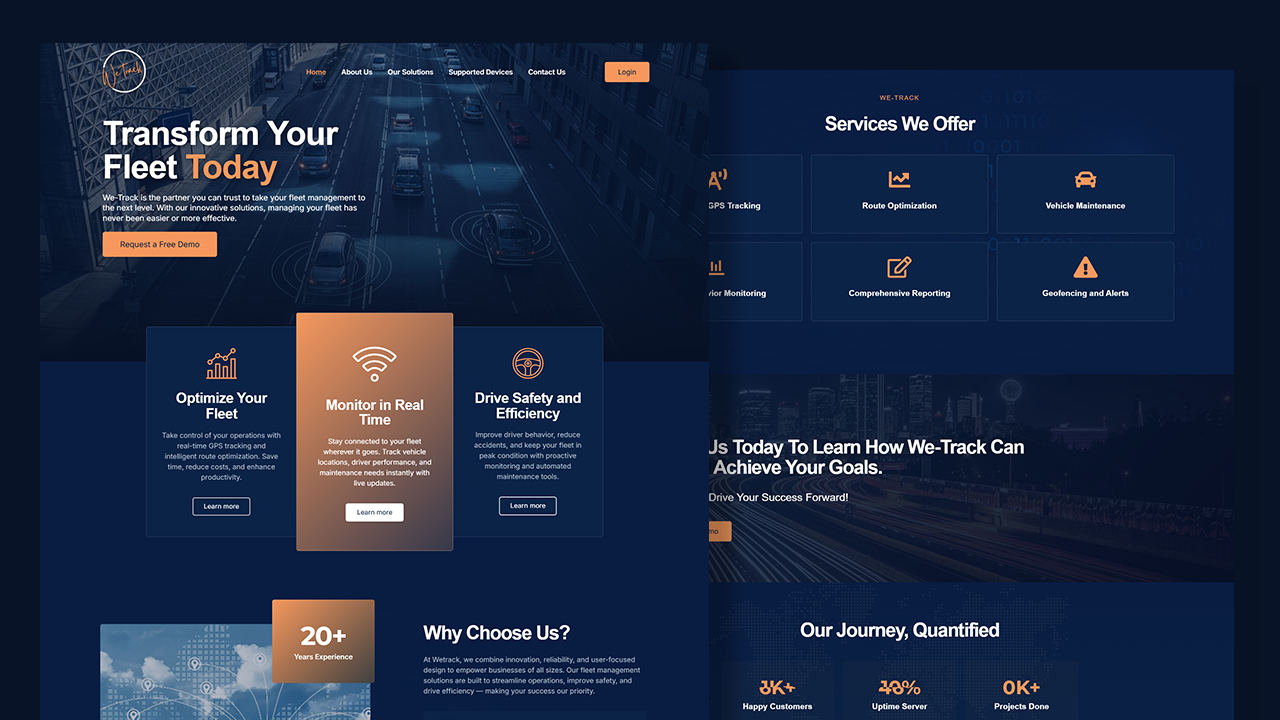 We Track
Home
About Us
Our Solutions
Supported Devices
Contact Us
Login
Transform Your
Fleet Today
We-Track is the partner you can trust to take your fleet management to
the next level. With our innovative solutions, managing your fleet has
never been easier or more effective.
Request a Free Demo
Optimize Your
Fleet
Take control of your operations with
real-time GPS tracking and
intelligent route optimization. Save
time, reduce costs, and enhance
productivity.
Learn more
Monitor in Real
Time
Stay connected to your fleet
wherever it goes. Track vehicle
locations, driver performance, and
maintenance needs instantly with
live updates.
Learn more
Drive Safety and
Efficiency
Improve driver behavior, reduce
accidents, and keep your fleet in
peak condition with proactive
monitoring and automated
maintenance tools.
Learn more
20+
Years Experience
Why Choose Us?
At Wetrack, we combine innovation, reliability, and user-focused
design to empower businesses of all sizes. Our fleet management
solutions are built to streamline operations, improve safety, and
drive efficiency — making your success our priority.
WE-TRACK
Services We Offer
GPS Tracking
Route Optimization
Vehicle Maintenance
vior Monitoring
Comprehensive Reporting
Geofencing and Alerts
Us Today To Learn How We-Track Can
Achieve Your Goals.
Drive Your Success Forward!
mo
Our Journey, Quantified
Happy Customers
Uptime Server
0K+
Projects Done